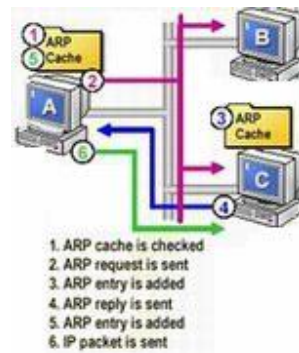 1 ARP
5 Cache
2
B
A
3 ARP
Cache
C
4
6
1. ARP cache is checked
2. ARP request is sent
3. ARP entry is added
4. ARP reply is sent
5. ARP entry is added
6. IP packet is sent